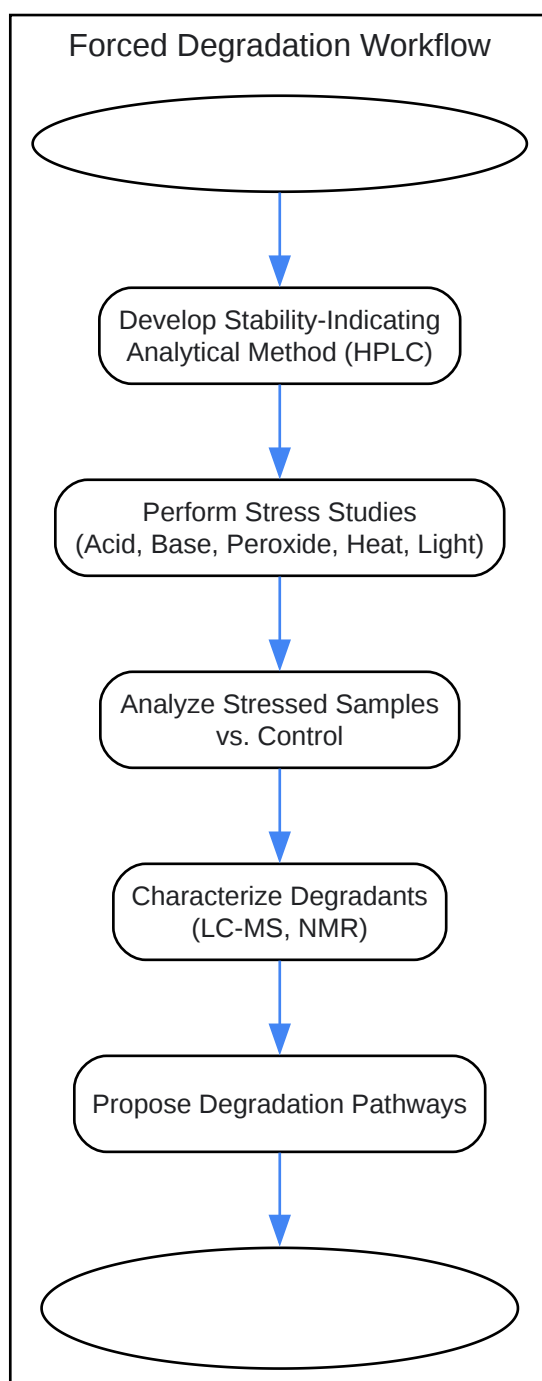 Forced Degradation Workflow
Develop Stability-Indicating
Analytical Method (HPLC)
Perform Stress Studies
(Acid, Base, Peroxide, Heat, Light)
Analyze Stressed Samples
vs. Control
Characterize Degradants
(LC-MS, NMR)
Propose Degradation Pathways